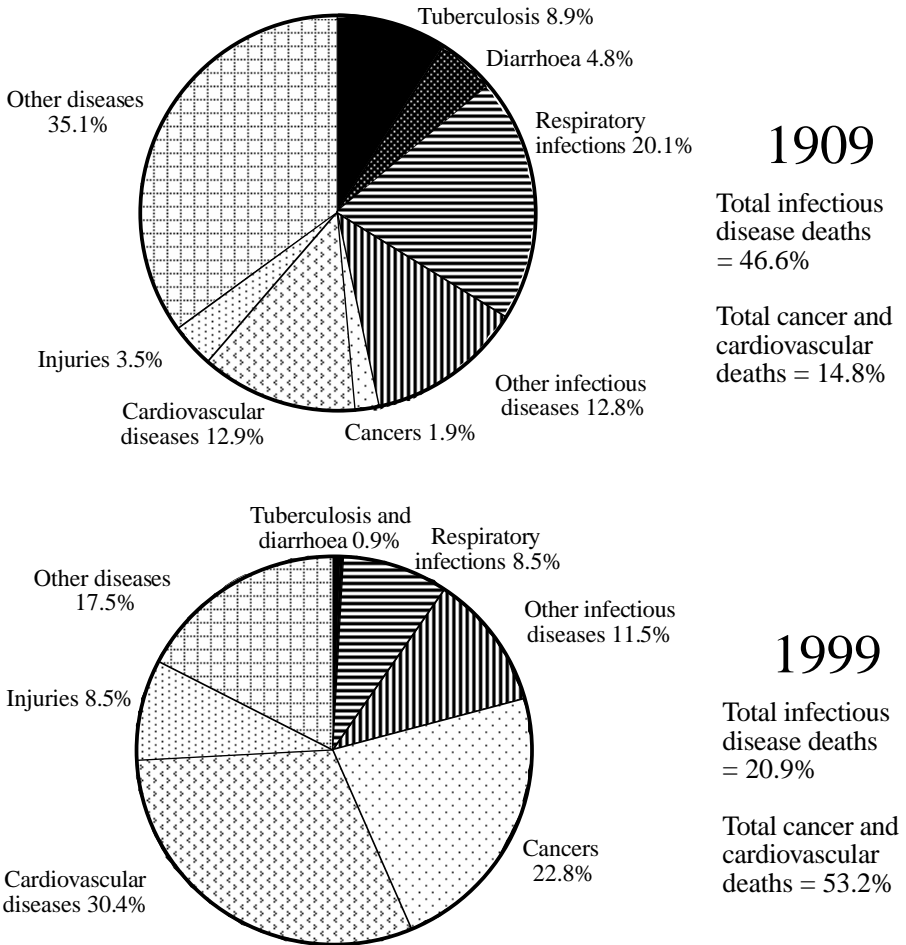 Tuberculosis 8.9%
Diarrhoea 4.8%
Respiratory
infections 20.1%
Other infectious
diseases 12.8%
Cancers 1.9%
Cardiovascular
diseases 12.9%
Injuries 3.5%
Other diseases
35.1%
1909
Total infectious
disease deaths
= 46.6%
Total cancer and
cardiovascular
deaths = 14.8%
Tuberculosis and
diarrhoea 0.9%
Respiratory
infections 8.5%
Other infectious
diseases 11.5%
Cancers
22.8%
Cardiovascular
diseases 30.4%
Injuries 8.5%
Other diseases
17.5%
1999
Total infectious
disease deaths
= 20.9%
Total cancer and
cardiovascular
deaths = 53.2%